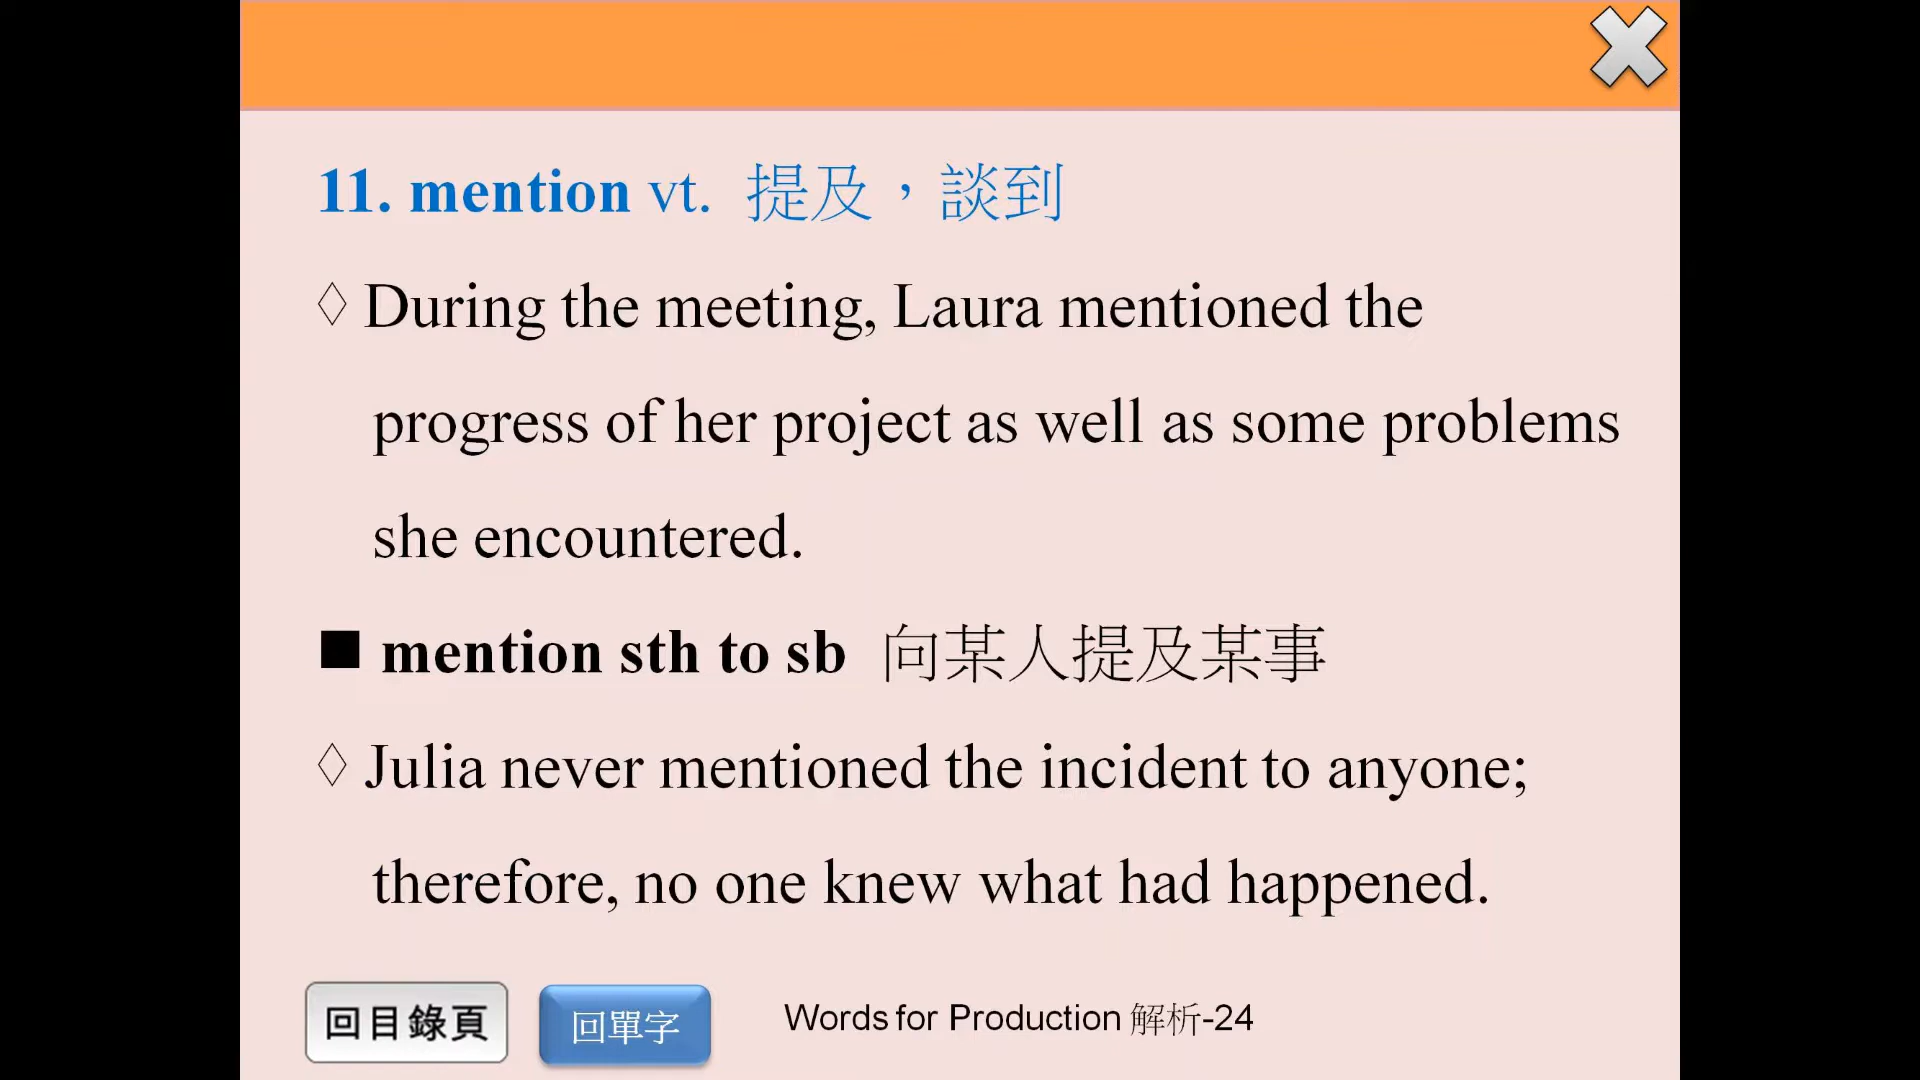 11. mention vt. 提及，談到
◊ During the meeting, Laura mentioned the
progress of her project as well as some problems
she encountered.
■ mention sth to sb 向某人提及某事
◊ Julia never mentioned the incident to anyone;
therefore, no one knew what had happened.
回目錄頁 回單字 Words for Production 解析-24